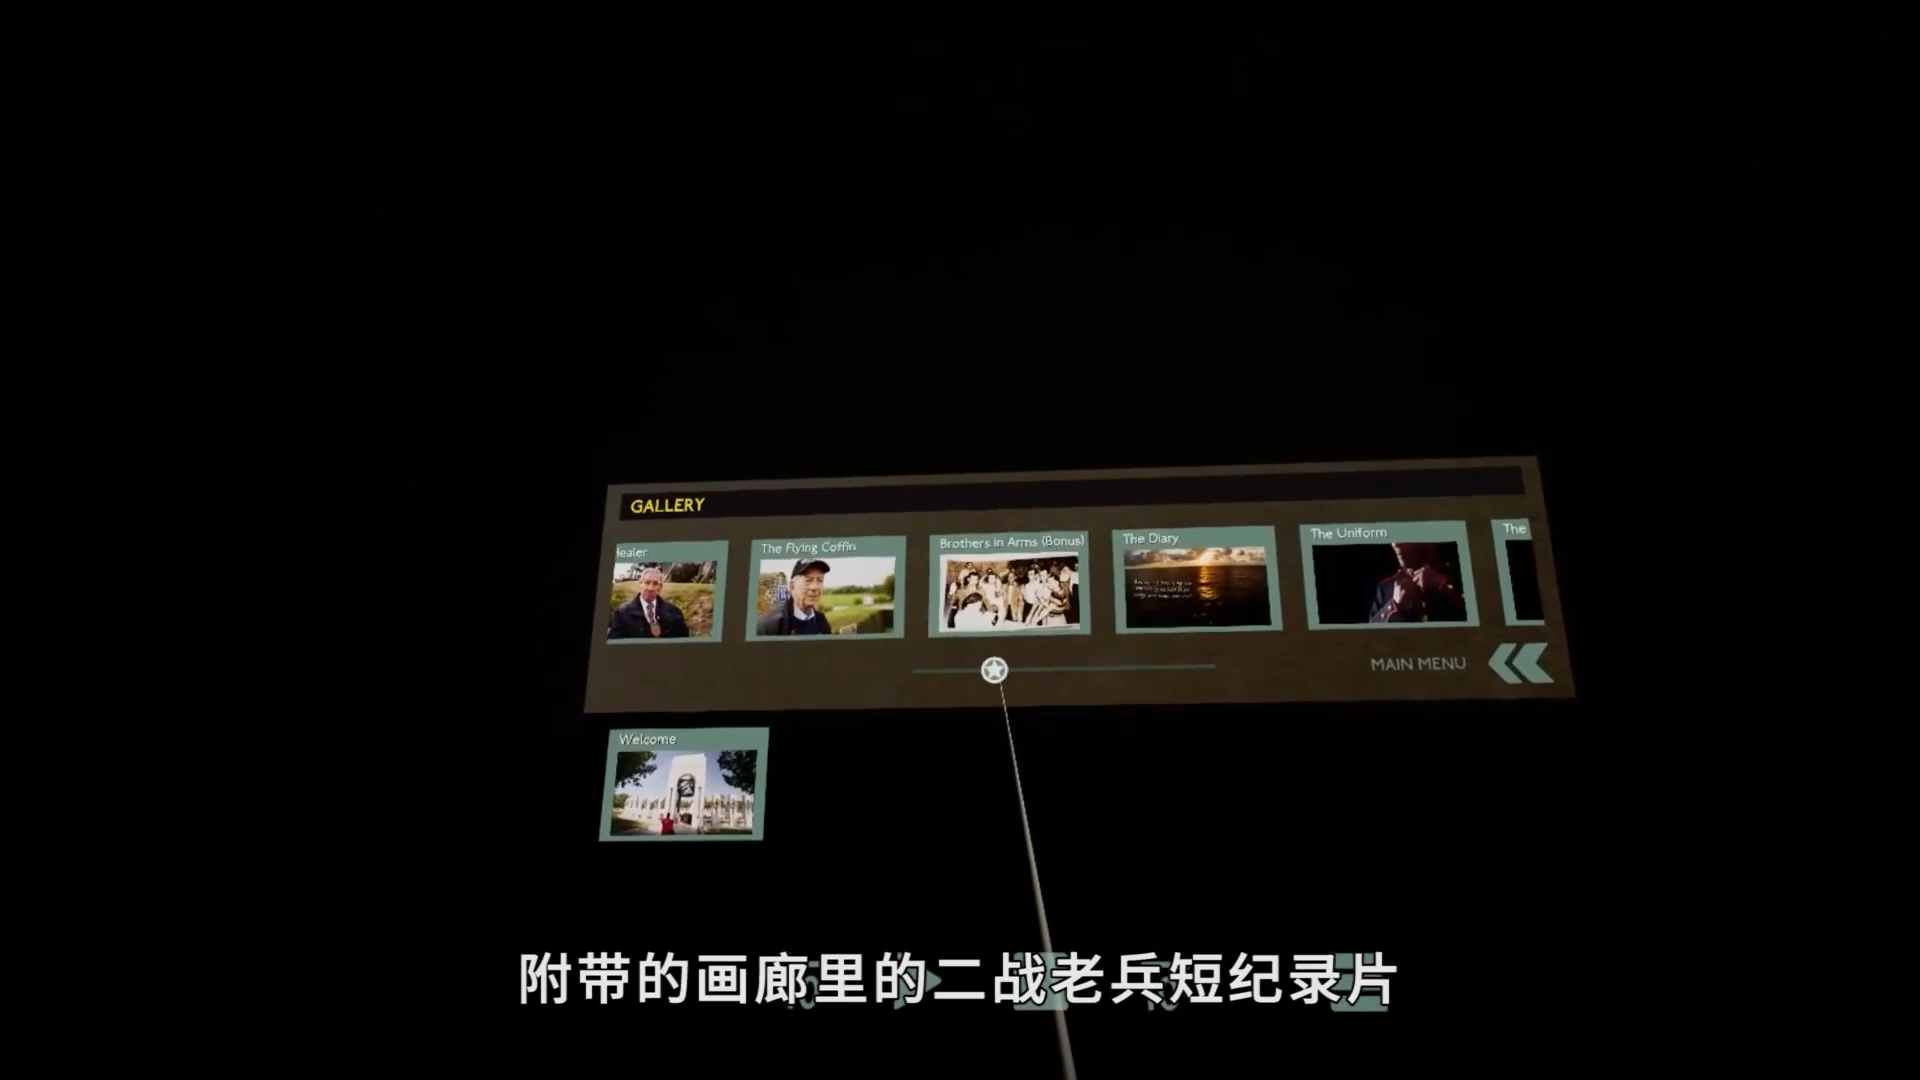 GALLERY
The Flying Coffin
Brothers in Arms (Bonus)
The Diary
The Uniform
The
MAIN MENU
Welcome
附带的画廊里的二战老兵短纪录片